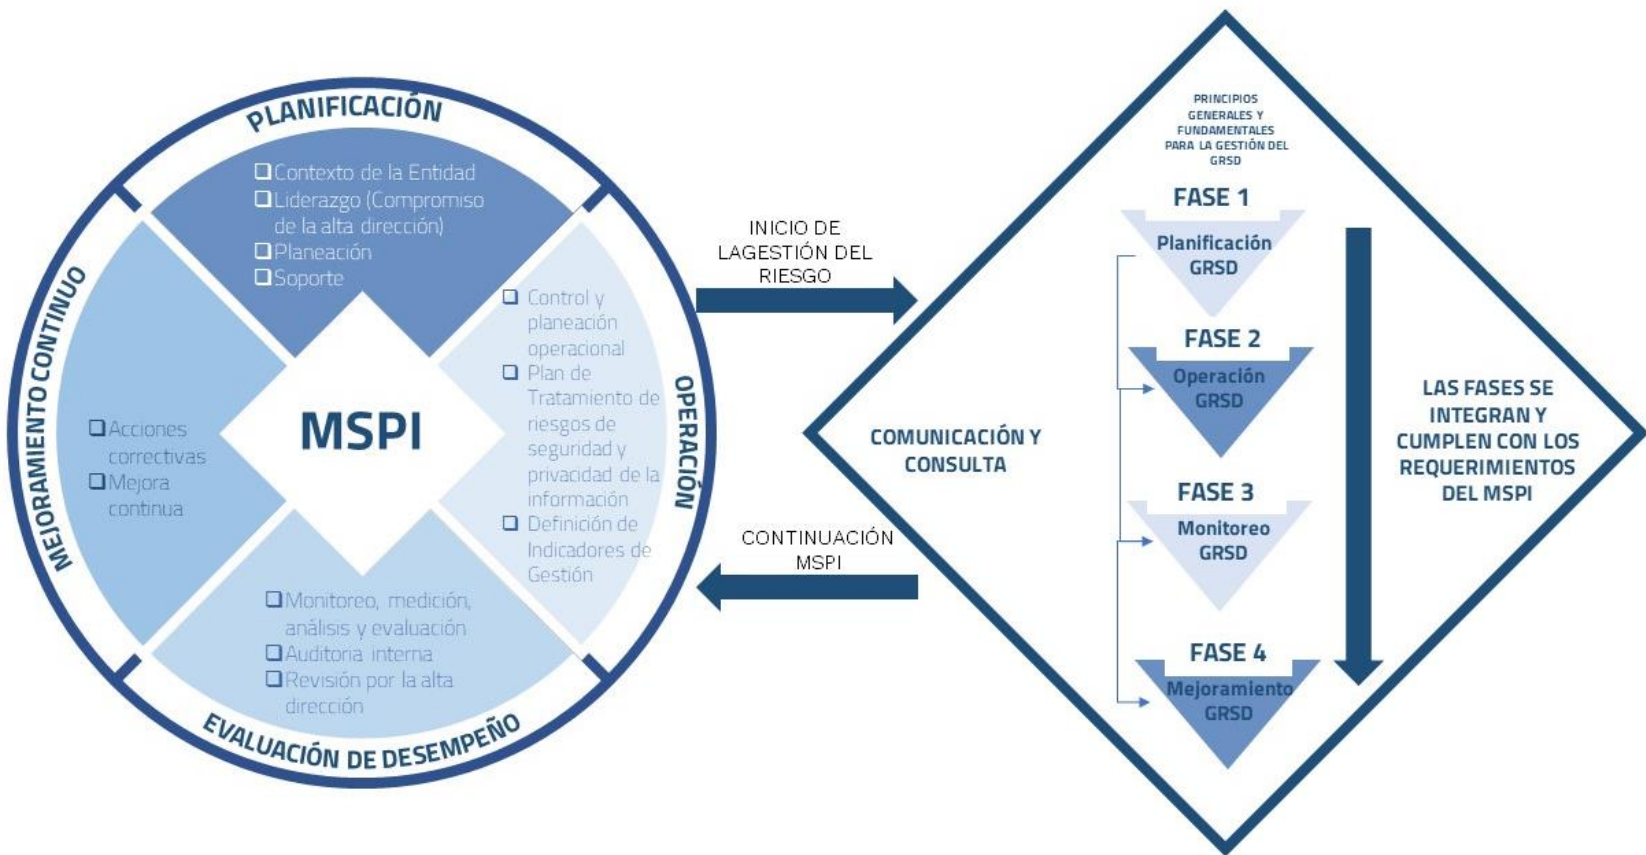 PLANIFICACIÓN
❑Contexto de la Entidad
❑Liderazgo (Compromiso
de la alta dirección)
❑Planeación
❑Soporte
OPERACIÓN
❑ Control y
planeación
operacional
❑ Plan de
Tratamiento de
riesgos de
seguridad y
privacidad de la
información
❑ Definición de
Indicadores de
Gestión
MSPI
MEJORAMIENTO CONTINUO
❑Acciones
correctivas
❑Mejora
continua
❑Monitoreo, medición,
análisis y evaluación
❑Auditoria interna
❑Revisión por la alta
dirección
EVALUACIÓN DE DESEMPEÑO
INICIO DE
LAGESTIÓN DEL
RIESGO
CONTINUACIÓN
MSPI
PRINCIPIOS
GENERALES Y
FUNDAMENTALES
PARA LA GESTIÓN DEL
GRSD
COMUNICACIÓN Y
CONSULTA
FASE 1
Planificación
GRSD
FASE 2
Operación
GRSD
FASE 3
Monitoreo
GRSD
FASE 4
Mejoramiento
GRSD
LAS FASES SE
INTEGRAN Y
CUMPLEN CON LOS
REQUERIMIENTOS
DEL MSPI